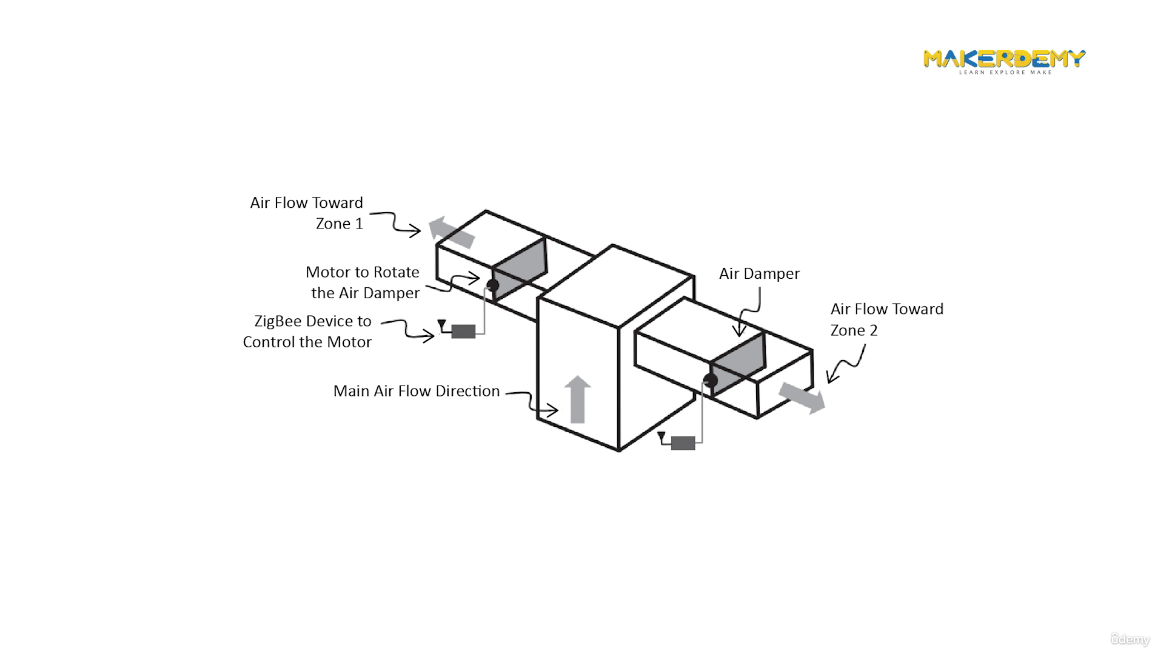 MAKERDEMY
LEARN EXPLORE MAKE
Air Flow Toward
Zone 1
Motor to Rotate
the Air Damper
Air Damper
Air Flow Toward
Zone 2
ZigBee Device to
Control the Motor
Main Air Flow Direction
ûdemy